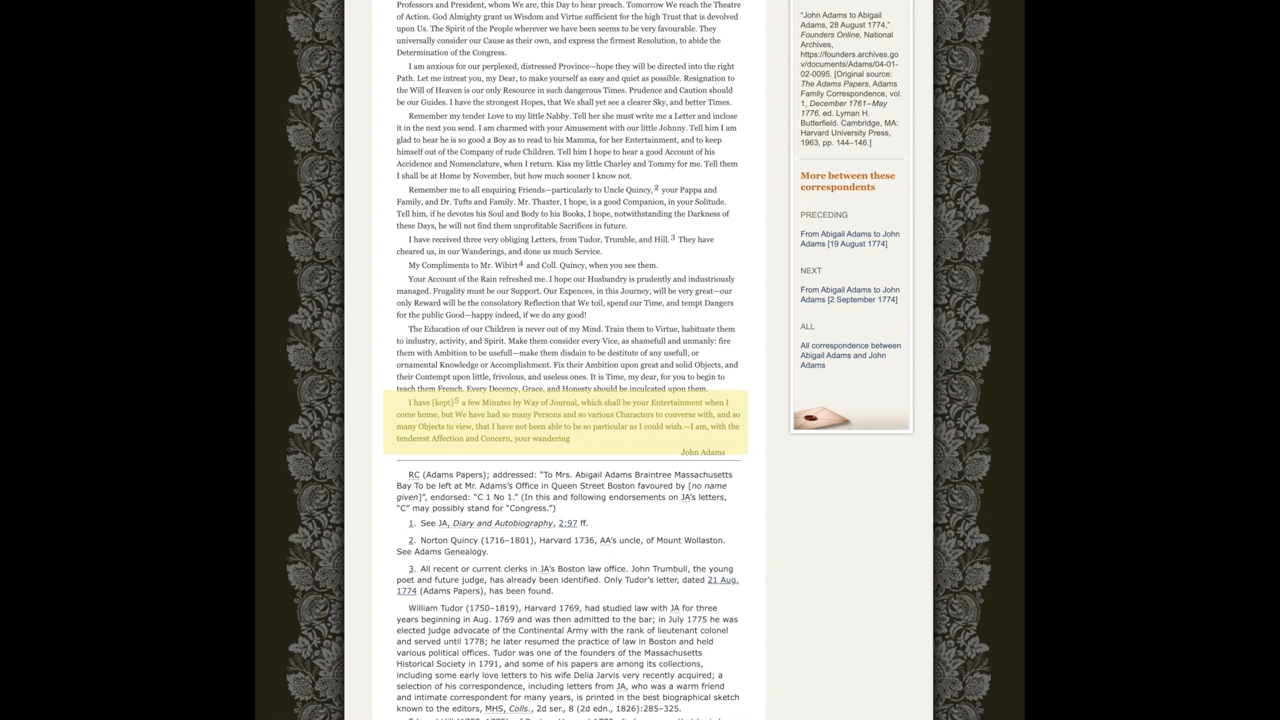 Professors and President, whom We are, this Day to hear preach. Tomorrow We reach the Theatre
of Action. God Almighty grant us Wisdom and Virtue sufficient for the high Trust that is devolved
upon Us. The Spirit of the People wherever we have been seems to be very favourable. They
universally consider our Cause as their own, and express the firmest Resolution, to abide the
Determination of the Congress.
I am anxious for our perplexed, distressed Province—hope they will be directed into the right
Path. Let me intreat you, my Dear, to make yourself as easy and quiet as possible. Resignation to
the Will of Heaven is our only Resource in such dangerous Times. Prudence and Caution should
be our Guides. I have the strongest Hopes, that We shall yet see a clearer Sky, and better Times.
Remember my tender Love to my little Nabby. Tell her she must write me a Letter and inclose
it in the next you send. I am charmed with your Amusement with our little Johnny. Tell him I am
glad to hear he is so good a Boy as to read to his Mamma, for her Entertainment, and to keep
himself out of the Company of rude Children. Tell him I hope to hear a good Account of his
Accidence and Nomenclature, when I return. Kiss my little Charley and Tommy for me. Tell them
I shall be at Home by November, but how much sooner I know not.
Remember me to all enquiring Friends—particularly to Uncle Quincy,2 your Pappa and
Family, and Dr. Tufts and Family. Mr. Thaxter, I hope, is a good Companion, in your Solitude.
Tell him, if he devotes his Soul and Body to his Books, I hope, notwithstanding the Darkness of
these Days, he will not find them unprofitable Sacrifices in future.
I have received three very obliging Letters, from Tudor, Trumble, and Hill.3 They have
cheared us, in our Wanderings, and done us much Service.
My Compliments to Mr. Wibirt4 and Coll. Quincy, when you see them.
Your Account of the Rain refreshed me. I hope our Husbandry is prudently and industriously
managed. Frugality must be our Support. Our Expences, in this Journey, will be very great—our
only Reward will be the consolatory Reflection that We toil, spend our Time, and tempt Dangers
for the public Good—happy indeed, if we do any good!
The Education of our Children is never out of my Mind. Train them to Virtue, habituate them
to industry, activity, and Spirit. Make them consider every Vice, as shamefull and unmanly: fire
them with Ambition to be usefull—make them disdain to be destitute of any usefull, or
ornamental Knowledge or Accomplishment. Fix their Ambition upon great and solid Objects, and
their Contempt upon little, frivolous, and useless ones. It is Time, my dear, for you to begin to
teach them French. Every Decency, Grace, and Honesty should be inculcated upon them.
I have [kept]5 a few Minutes by Way of Journal, which shall be your Entertainment when I
come home, but We have had so many Persons and so various Characters to converse with, and so
many Objects to view, that I have not been able to be so particular as I could wish.—I am, with the
tenderest Affection and Concern, your wandering
John Adams
RC (Adams Papers); addressed: “To Mrs. Abigail Adams Braintree Massachusetts
Bay To be left at Mr. Adams’s Office in Queen Street Boston favoured by [no name
given]”, endorsed: “C 1 No 1.” (In this and following endorsements on JA’s letters,
“C” may possibly stand for “Congress.”)
1. See JA, Diary and Autobiography, 2:97 ff.
2. Norton Quincy (1716–1801), Harvard 1736, AA’s uncle, of Mount Wollaston.
See Adams Genealogy.
3. All recent or current clerks in JA’s Boston law office. John Trumbull, the young
poet and future judge, has already been identified. Only Tudor’s letter, dated 21 Aug.
1774 (Adams Papers), has been found.
William Tudor (1750–1819), Harvard 1769, had studied law with JA for three
years beginning in Aug. 1769 and was then admitted to the bar; in July 1775 he was
elected judge advocate of the Continental Army with the rank of lieutenant colonel
and served until 1778; he later resumed the practice of law in Boston and held
various political offices. Tudor was one of the founders of the Massachusetts
Historical Society in 1791, and some of his papers are among its collections,
including some early love letters to his wife Delia Jarvis very recently acquired; a
selection of his correspondence, including letters from JA, who was a warm friend
and intimate correspondent for many years, is printed in the best biographical sketch
known to the editors, MHS, Colls., 2d ser., 8 (2d edn., 1826):285–325.
“John Adams to Abigail
Adams, 28 August 1774,”
Founders Online, National
Archives,
https://founders.archives.go
v/documents/Adams/04-01-
02-0095. [Original source:
The Adams Papers, Adams
Family Correspondence, vol.
1, December 1761–May
1776, ed. Lyman H.
Butterfield. Cambridge, MA:
Harvard University Press,
1963, pp. 144–146.]
More between these
correspondents
PRECEDING
From Abigail Adams to John
Adams [19 August 1774]
NEXT
From Abigail Adams to John
Adams [2 September 1774]
ALL
All correspondence between
Abigail Adams and John
Adams